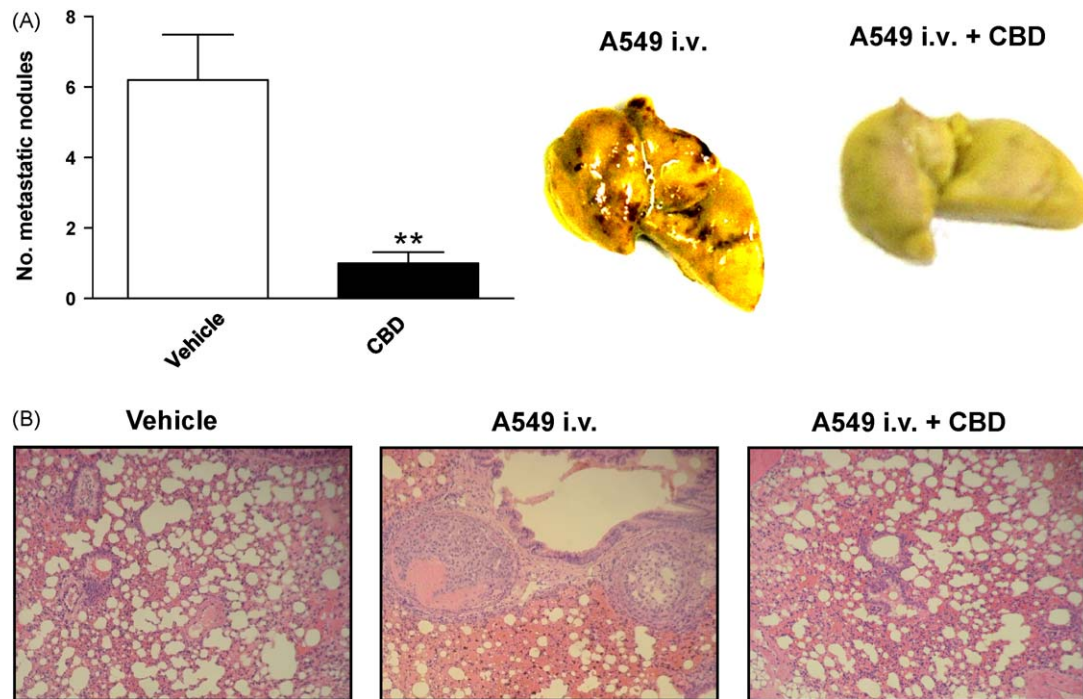 (A)
8
6
4
2
0
No. metastatic nodules
**
Vehicle
CBD
A549 i.v.
A549 i.v. + CBD
(B)
Vehicle
A549 i.v.
A549 i.v. + CBD